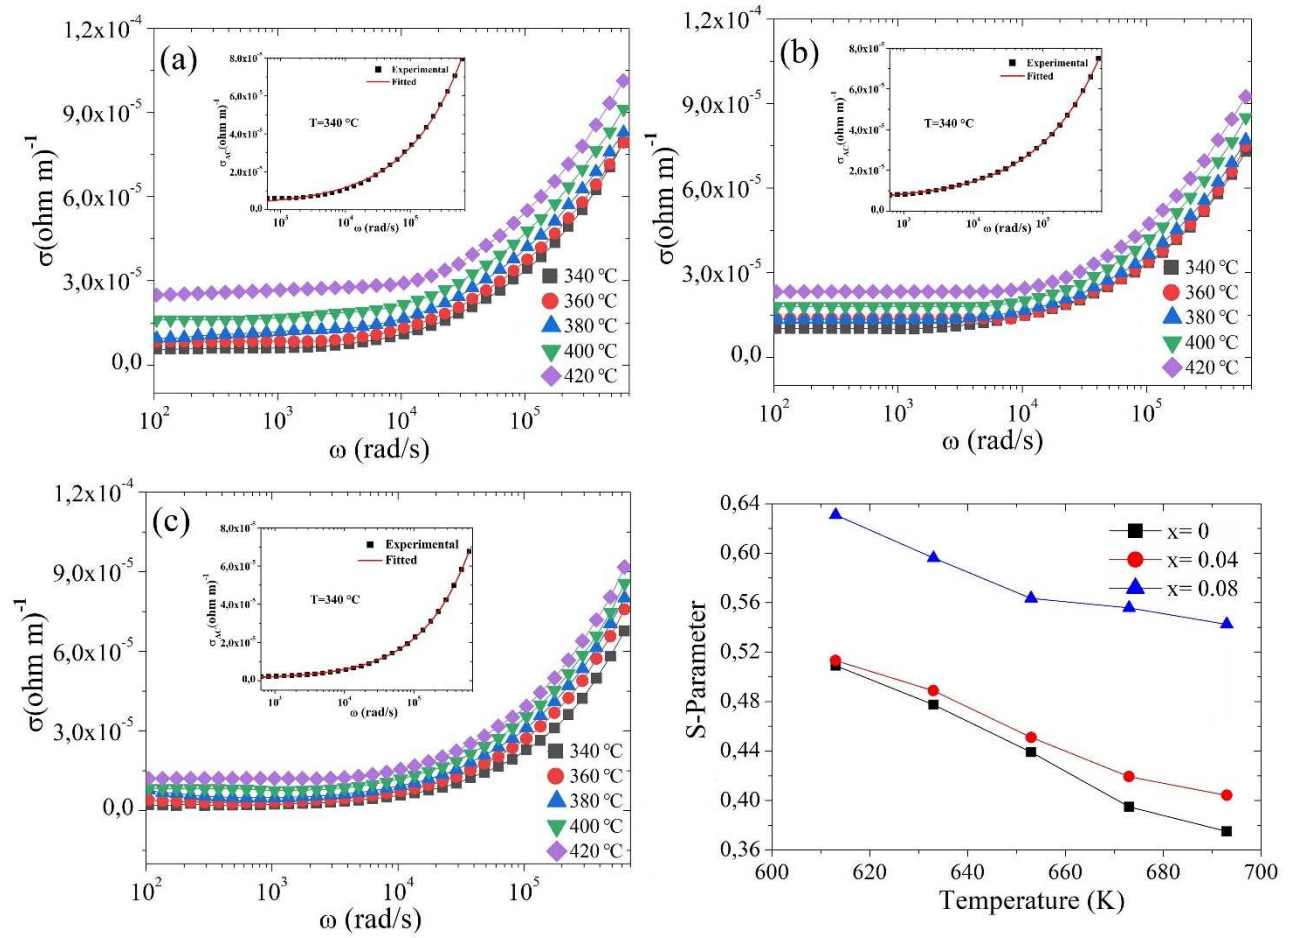 (a)
σ(ohm m)⁻¹
1,2x10⁻⁴
9,0x10⁻⁵
6,0x10⁻⁵
3,0x10⁻⁵
0,0
10² 10³ 10⁴ 10⁵
ω (rad/s)
340 °C
360 °C
380 °C
400 °C
420 °C
σAC(ohm m)⁻¹
8,0x10⁻⁵
6,0x10⁻⁵
4,0x10⁻⁵
2,0x10⁻⁵
0,0
Experimental
Fitted
T=340 °C
10³ 10⁴ 10⁵
ω (rad/s)
(b)
σ(ohm m)⁻¹
1,2x10⁻⁴
9,0x10⁻⁵
6,0x10⁻⁵
3,0x10⁻⁵
0,0
10² 10³ 10⁴ 10⁵
ω (rad/s)
340 °C
360 °C
380 °C
400 °C
420 °C
σAC(ohm m)⁻¹
8,0x10⁻⁵
6,0x10⁻⁵
4,0x10⁻⁵
2,0x10⁻⁵
0,0
Experimental
Fitted
T=340 °C
10³ 10⁴ 10⁵
ω (rad/s)
(c)
σ(ohm m)⁻¹
1,2x10⁻⁴
9,0x10⁻⁵
6,0x10⁻⁵
3,0x10⁻⁵
0,0
10² 10³ 10⁴ 10⁵
ω (rad/s)
340 °C
360 °C
380 °C
400 °C
420 °C
σAC(ohm m)⁻¹
8,0x10⁻⁵
6,0x10⁻⁵
4,0x10⁻⁵
2,0x10⁻⁵
0,0
Experimental
Fitted
T=340 °C
10³ 10⁴ 10⁵
ω (rad/s)
S-Parameter
0,64
0,60
0,56
0,52
0,48
0,44
0,40
0,36
x= 0
x= 0.04
x= 0.08
600 620 640 660 680 700
Temperature (K)